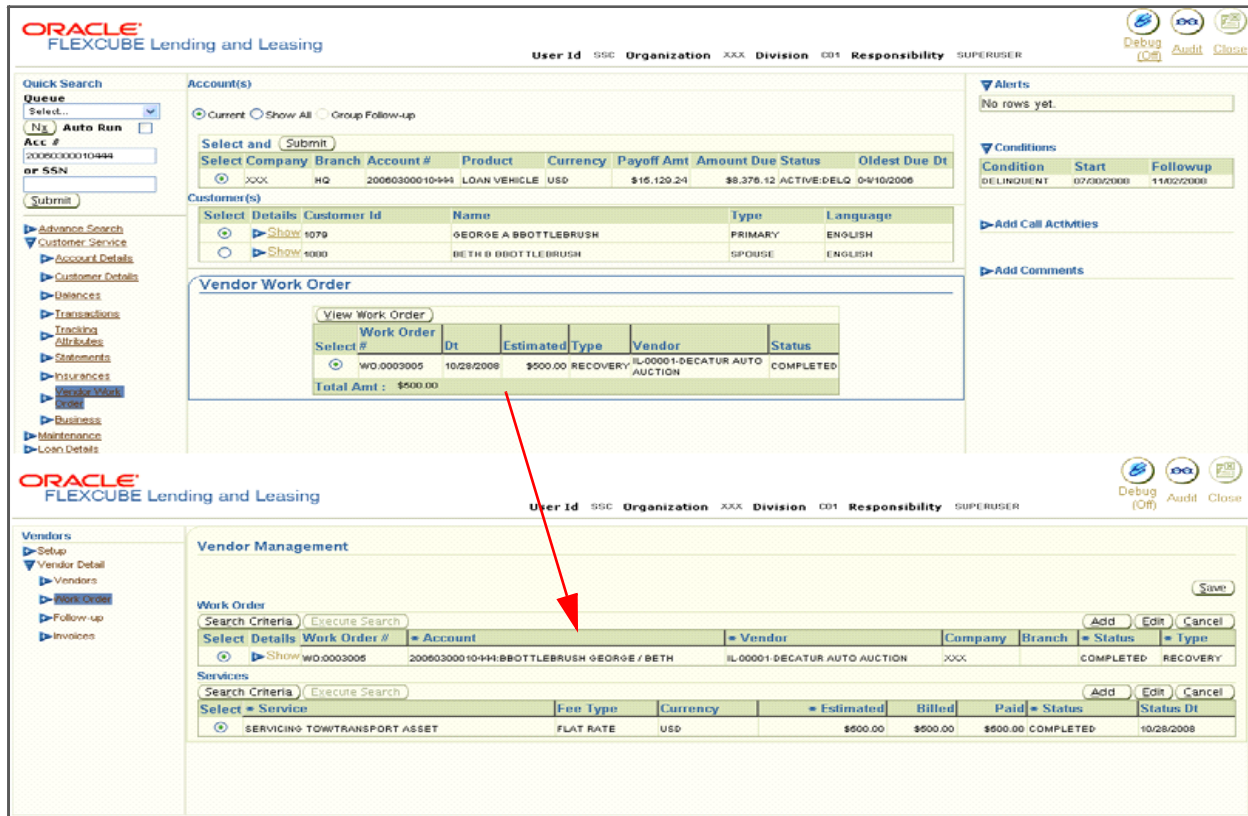 ORACLE
FLEXCUBE Lending and Leasing
User Id SSC Organization XXX Division C01 Responsibility SUPERUSER
Debug (Off) Audit Close
Quick Search
Queue
Select...
Nx Auto Run
Acc #
20060300010444
or SSN
Submit
Advance Search
Customer Service
Account Details
Customer Details
Balances
Transactions
Tracking Attributes
Statements
Insurances
Vendor Work Order
Business
Maintenance
Loan Details
Account(s)
Current Show All Group Follow-up
Select and Submit
Select Company Branch Account # Product Currency Payoff Amt Amount Due Status Oldest Due Dt
XXX HQ 20060300010444 LOAN VEHICLE USD $16,129.24 $8,376.12 ACTIVE:DELQ 04/10/2006
Customer(s)
Select Details Customer Id Name Type Language
Show 1079 GEORGE A BBOTTLEBRUSH PRIMARY ENGLISH
Show 1080 BETH B BBOTTLEBRUSH SPOUSE ENGLISH
Vendor Work Order
View Work Order
Select Work Order # Dt Estimated Type Vendor Status
WO:0003005 10/28/2008 $500.00 RECOVERY IL-00001-DECATUR AUTO AUCTION COMPLETED
Total Amt : $500.00
Alerts
No rows yet.
Conditions
Condition Start Followup
DELINQUENT 07/30/2008 11/02/2008
Add Call Activities
Add Comments
ORACLE
FLEXCUBE Lending and Leasing
User Id SSC Organization XXX Division C01 Responsibility SUPERUSER
Debug (Off) Audit Close
Vendors
Setup
Vendor Detail
Vendors
Work Order
Follow-up
Invoices
Vendor Management
Save
Work Order
Search Criteria Execute Search Add Edit Cancel
Select Details Work Order # * Account * Vendor Company Branch * Status * Type
Show WO:0003005 20060300010444:BBOTTLEBRUSH GEORGE / BETH IL-00001-DECATUR AUTO AUCTION XXX COMPLETED RECOVERY
Services
Search Criteria Execute Search Add Edit Cancel
Select * Service Fee Type Currency * Estimated Billed Paid * Status Status Dt
SERVICING TOW/TRANSPORT ASSET FLAT RATE USD $500.00 $500.00 $500.00 COMPLETED 10/28/2008